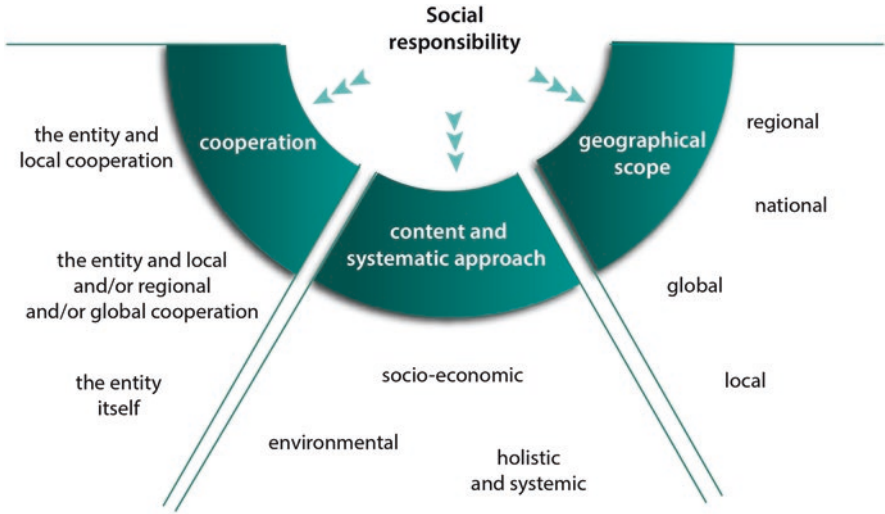 Social
responsibility
cooperation
the entity and
local cooperation
the entity and local
and/or regional
and/or global cooperation
the entity
itself
content and
systematic approach
socio-economic
environmental
holistic
and systemic
geographical
scope
regional
national
global
local